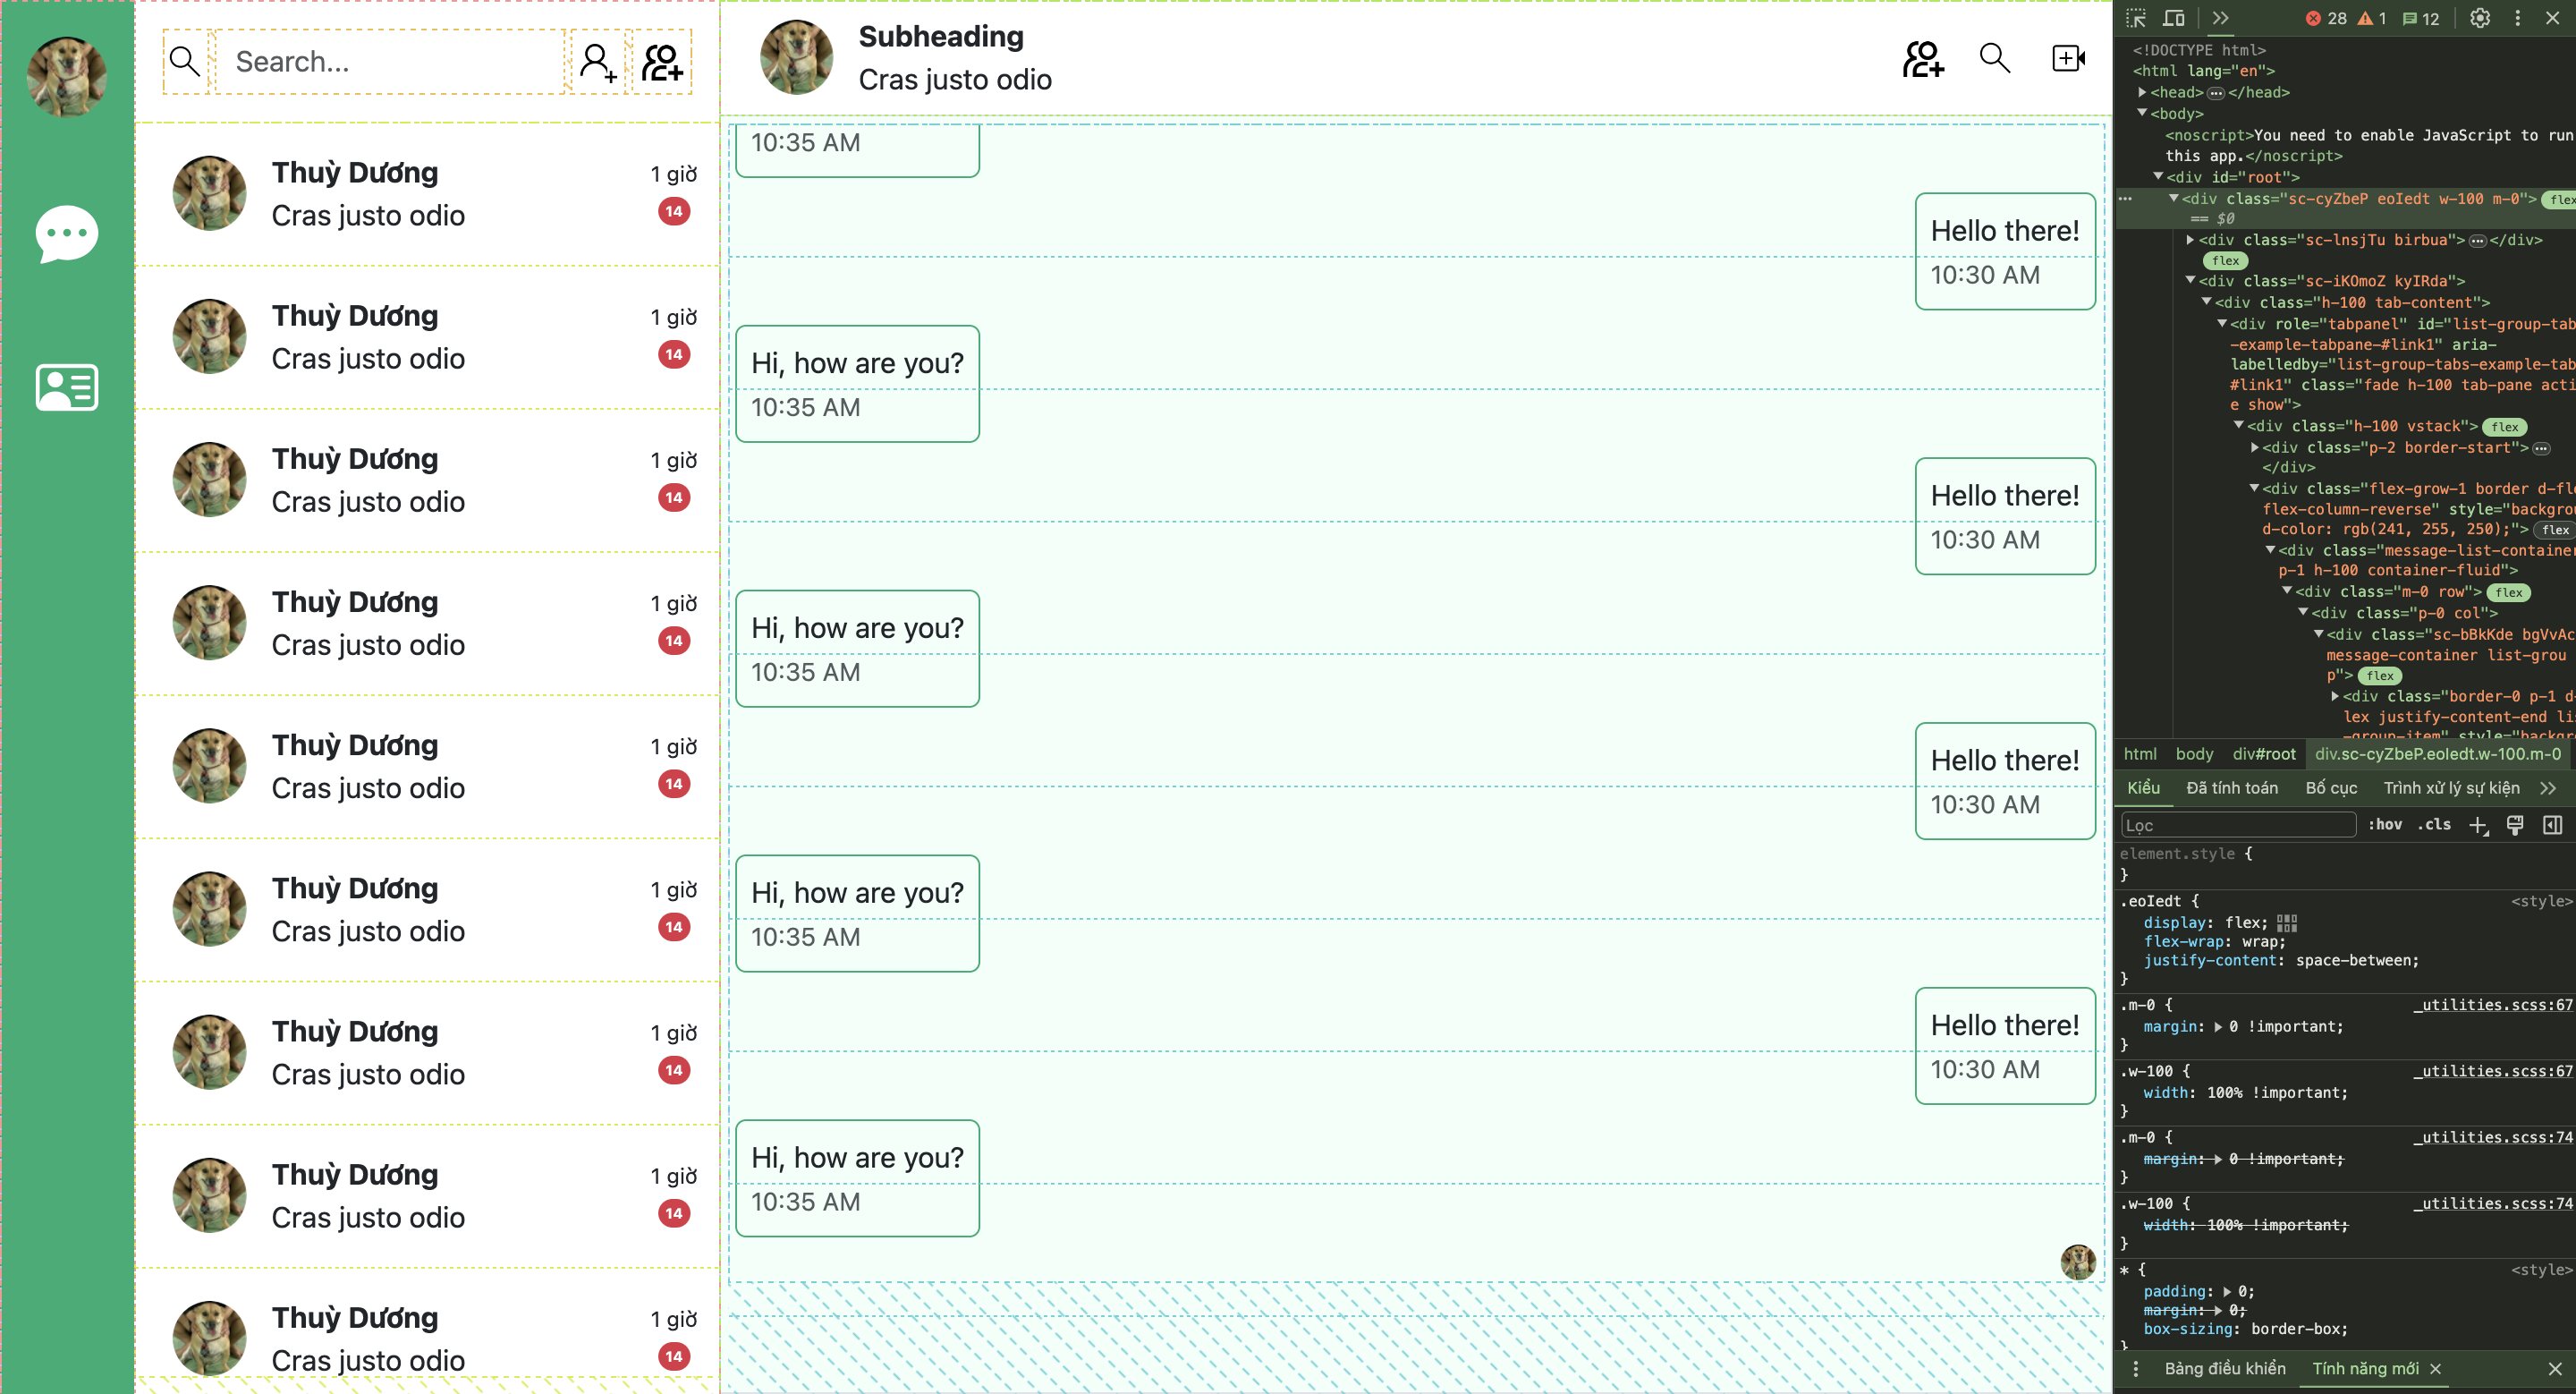 Search...
Thuỳ Dương
1 giờ
Cras justo odio
14
Thuỳ Dương
1 giờ
Cras justo odio
14
Thuỳ Dương
1 giờ
Cras justo odio
14
Thuỳ Dương
1 giờ
Cras justo odio
14
Thuỳ Dương
1 giờ
Cras justo odio
14
Thuỳ Dương
1 giờ
Cras justo odio
14
Thuỳ Dương
1 giờ
Cras justo odio
14
Thuỳ Dương
1 giờ
Cras justo odio
14
Thuỳ Dương
1 giờ
Cras justo odio
14
Subheading
Cras justo odio
10:35 AM
Hello there!
10:30 AM
Hi, how are you?
10:35 AM
Hello there!
10:30 AM
Hi, how are you?
10:35 AM
Hello there!
10:30 AM
Hi, how are you?
10:35 AM
Hello there!
10:30 AM
Hi, how are you?
10:35 AM
28 1 12
<!DOCTYPE html>
<html lang="en">
<head> </head>
<body>
<noscript>You need to enable JavaScript to run
this app.</noscript>
<div id="root">
<div class="sc-cyZbeP eoIedt w-100 m-0"> flex
== $0
<div class="sc-lnsjTu birbua"> </div>
flex
<div class="sc-iKOmoZ kyIRda">
<div class="h-100 tab-content">
<div role="tabpanel" id="list-group-tab
-example-tabpane-#link1" aria-
labelledby="list-group-tabs-example-tab
#link1" class="fade h-100 tab-pane acti
e show">
<div class="h-100 vstack"> flex
<div class="p-2 border-start">
</div>
<div class="flex-grow-1 border d-fle
flex-column-reverse" style="backgrou
d-color: rgb(241, 255, 250);"> flex
<div class="message-list-container
p-1 h-100 container-fluid">
<div class="m-0 row"> flex
<div class="p-0 col">
<div class="sc-bBkKde bgVvAc
message-container list-grou
p"> flex
<div class="border-0 p-1 d-
lex justify-content-end lis
-group-item" style="backgr
html body div#root div.sc-cyZbeP.eoIedt.w-100.m-0
Kiểu Đã tính toán Bố cục Trình xử lý sự kiện
Lọc :hov .cls
element.style {
}
.eoIedt { <style>
display: flex;
flex-wrap: wrap;
justify-content: space-between;
}
.m-0 { _utilities.scss:67
margin: 0 !important;
}
.w-100 { _utilities.scss:67
width: 100% !important;
}
.m-0 { _utilities.scss:74
margin: 0 !important;
}
.w-100 { _utilities.scss:74
width: 100% !important;
}
* { <style>
padding: 0;
margin: 0;
box-sizing: border-box;
}
Bảng điều khiển Tính năng mới